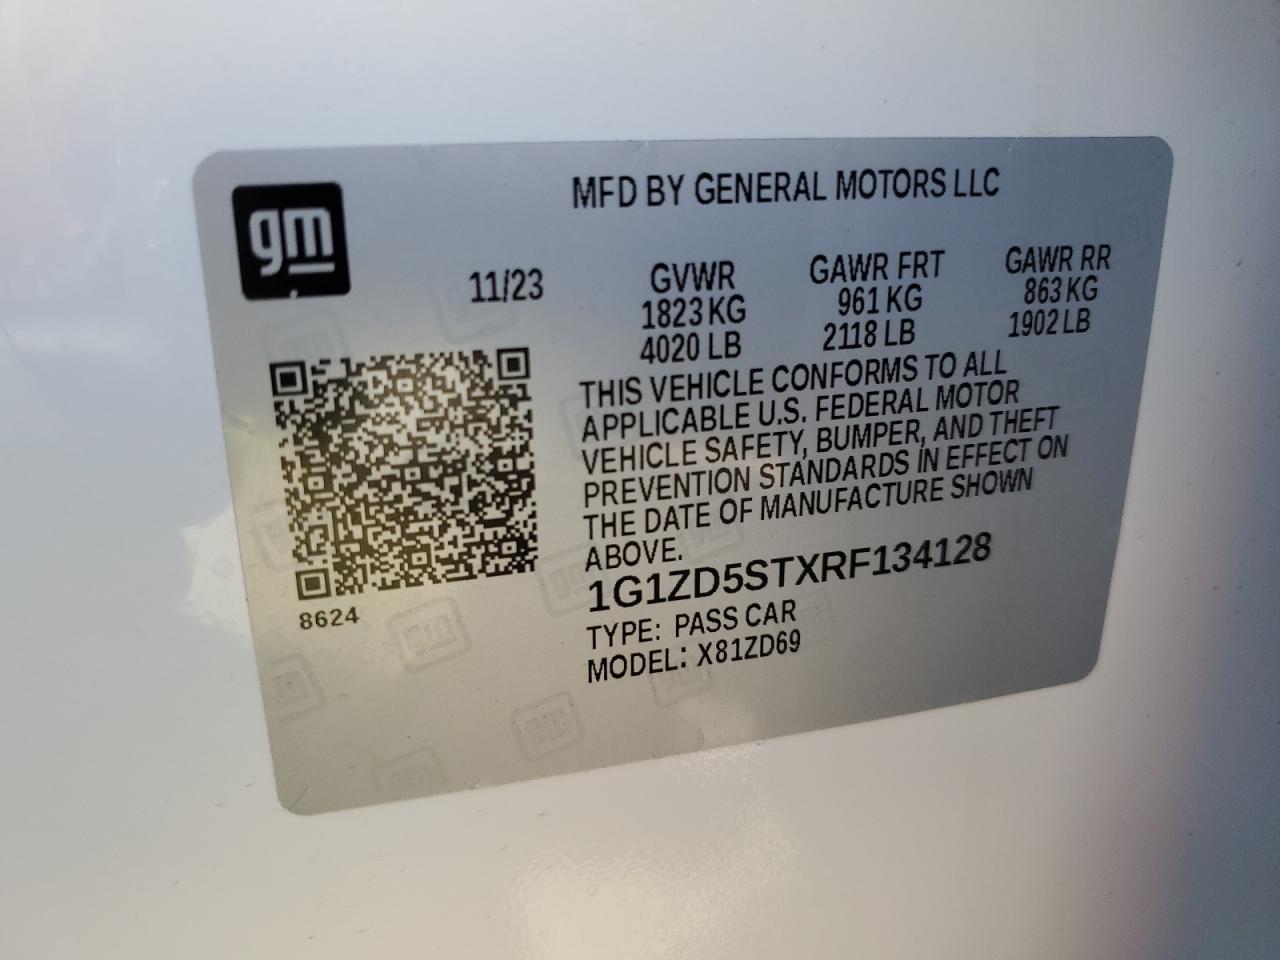 gm
MFD BY GENERAL MOTORS LLC
11/23
GVWR
1823 KG
4020 LB
GAWR FRT
961 KG
2118 LB
GAWR RR
863 KG
1902 LB
THIS VEHICLE CONFORMS TO ALL
APPLICABLE U.S. FEDERAL MOTOR
VEHICLE SAFETY, BUMPER, AND THEFT
PREVENTION STANDARDS IN EFFECT ON
THE DATE OF MANUFACTURE SHOWN
ABOVE.
1G1ZD5STXRF134128
TYPE: PASS CAR
MODEL: X81ZD69
8624